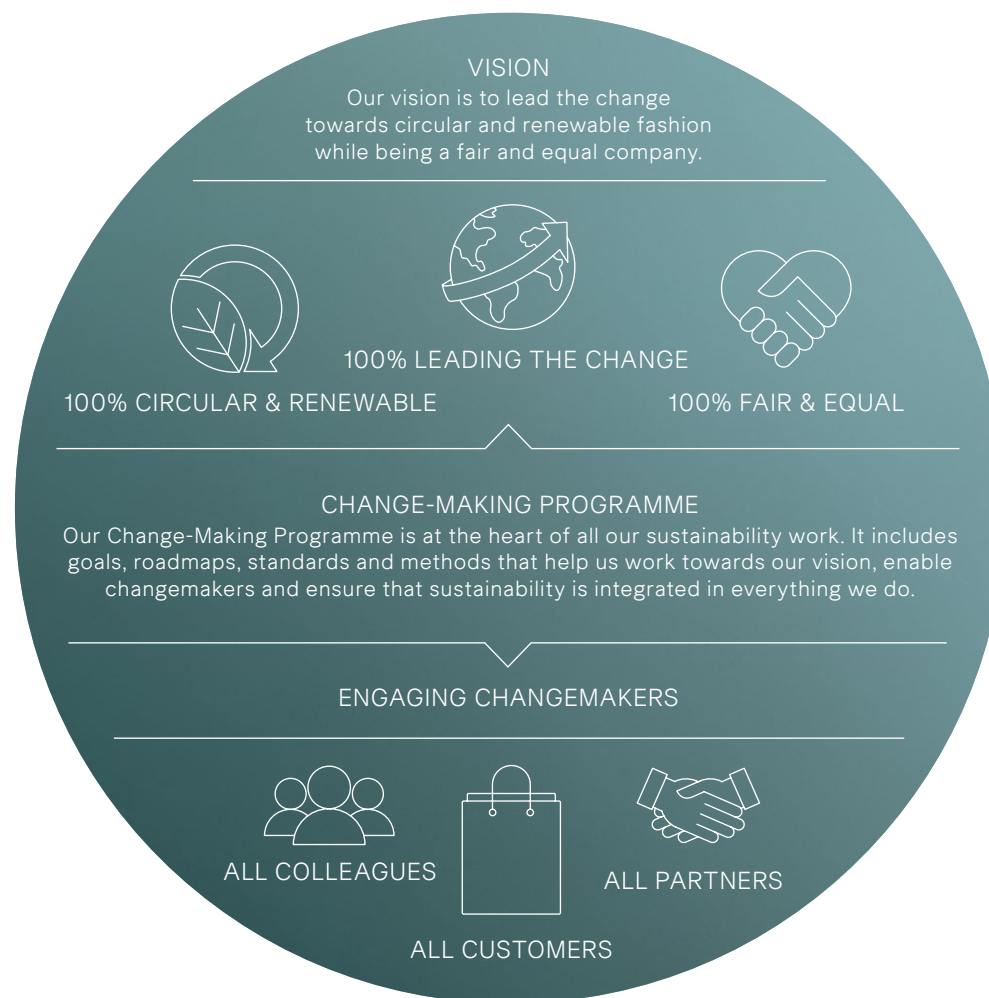 VISION
Our vision is to lead the change
towards circular and renewable fashion
while being a fair and equal company.
100% LEADING THE CHANGE
100% CIRCULAR & RENEWABLE
100% FAIR & EQUAL
CHANGE-MAKING PROGRAMME
Our Change-Making Programme is at the heart of all our sustainability work. It includes
goals, roadmaps, standards and methods that help us work towards our vision, enable
changemakers and ensure that sustainability is integrated in everything we do.
ENGAGING CHANGEMAKERS
ALL COLLEAGUES
ALL PARTNERS
ALL CUSTOMERS